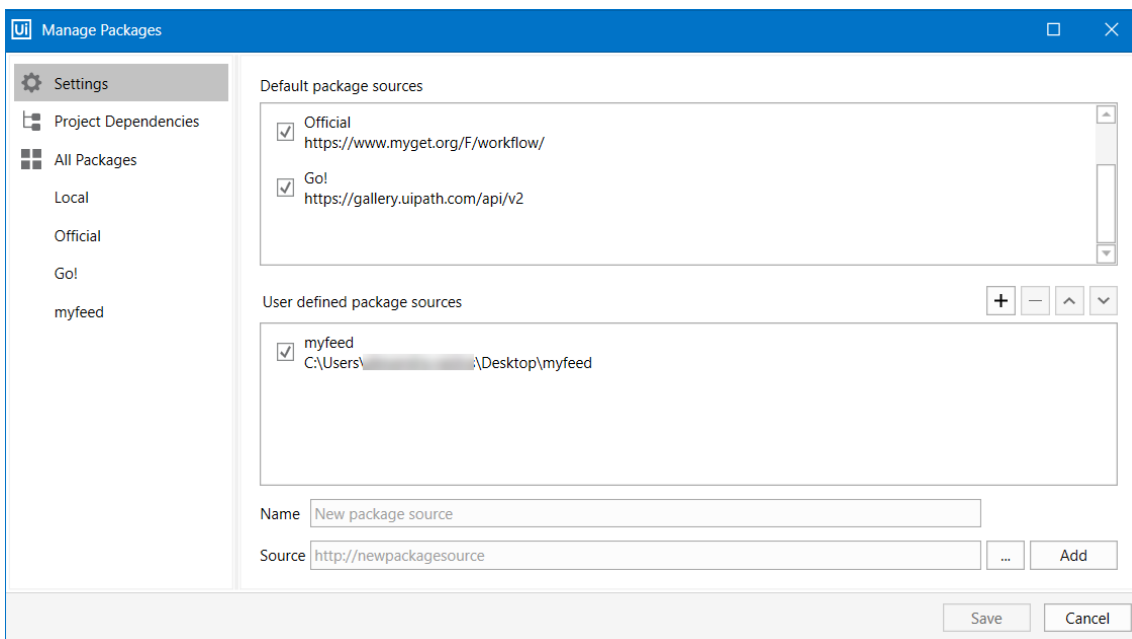 Ui Manage Packages
Settings
Project Dependencies
All Packages
Local
Official
Go!
myfeed
Default package sources
Official
https://www.myget.org/F/workflow/
Go!
https://gallery.uipath.com/api/v2
User defined package sources
myfeed
C:\Users\ \Desktop\myfeed
Name New package source
Source http://newpackagesource ... Add
Save Cancel